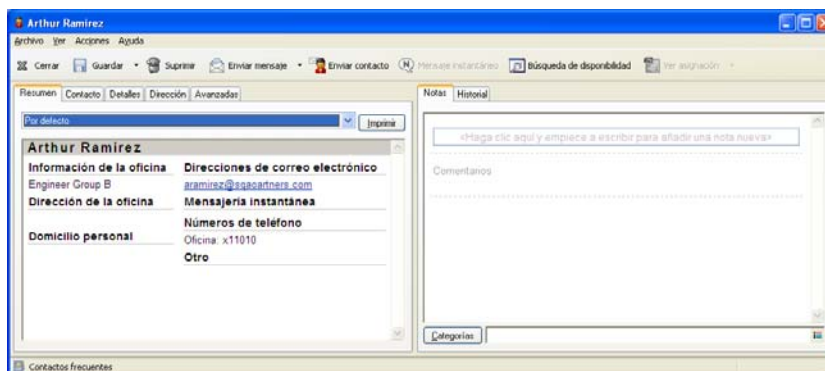 Arthur Ramirez
Archivo Ver Acciones Ayuda
Cerrar Guardar Suprimir Enviar mensaje Enviar contacto Mensaje instantáneo Búsqueda de disponibilidad Ver asignación
Resumen Contacto Detalles Dirección Avanzadas
Notas Historial
Por defecto Imprimir
<Haga clic aquí y empiece a escribir para añadir una nota nueva>
Arthur Ramirez
Comentarios
Información de la oficina Direcciones de correo electrónico
Engineer Group B aramirez@sqapartners.com
Dirección de la oficina Mensajería instantánea
Números de teléfono
Domicilio personal Oficina: x11010
Otro
Categorías
Contactos frecuentes